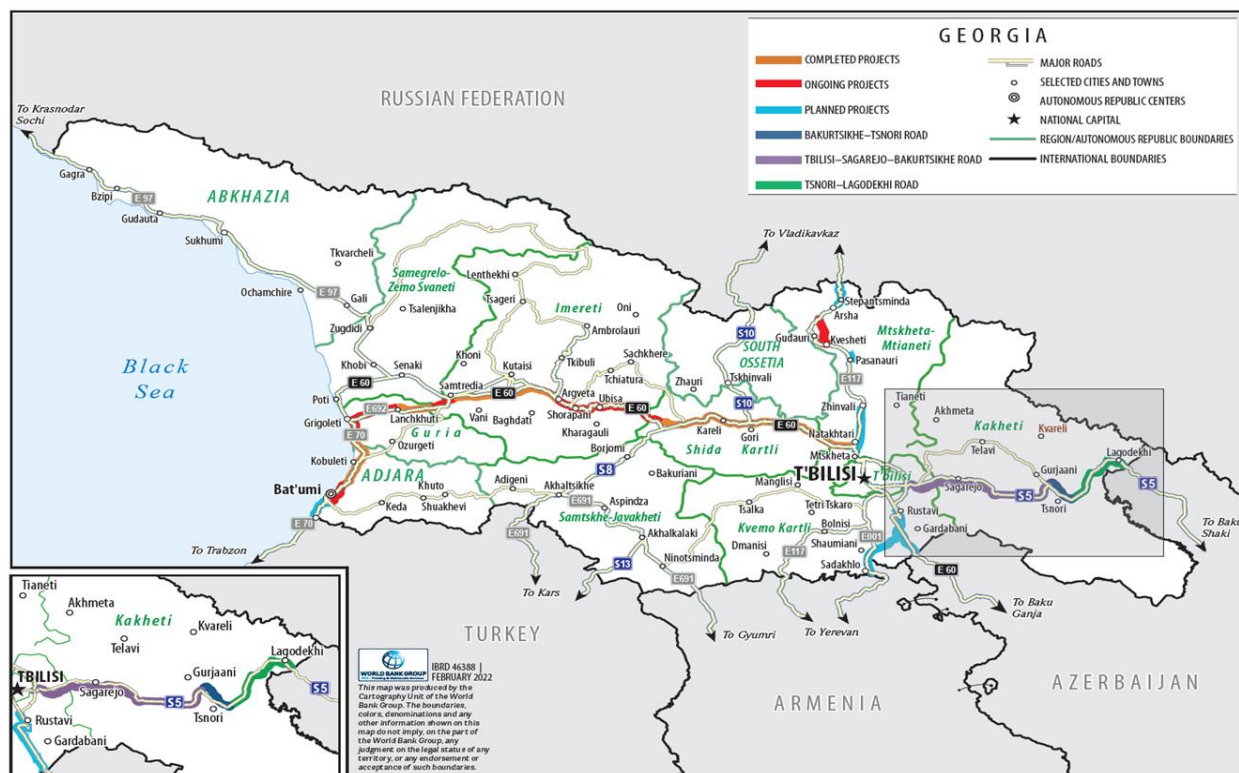 GEORGIA
COMPLETED PROJECTS
ONGOING PROJECTS
PLANNED PROJECTS
BAKURTSIKHE–TSNORI ROAD
TBILISI–SAGAREJO–BAKURTSIKHE ROAD
TSNORI–LAGODEKHI ROAD
MAJOR ROADS
SELECTED CITIES AND TOWNS
AUTONOMOUS REPUBLIC CENTERS
NATIONAL CAPITAL
REGION/AUTONOMOUS REPUBLIC BOUNDARIES
INTERNATIONAL BOUNDARIES
RUSSIAN FEDERATION
To Krasnodar
Sochi
Gagra
Bzipi
E 97
Gudauta
ABKHAZIA
Sukhumi
Tkvarcheli
Ochamchire
E 97
Gali
Samegrelo-
Zemo Svaneti
Tsalenjikha
Zugdidi
Lenthekhi
Tsageri
Imereti
Oni
Ambrolauri
To Vladikavkaz
Stepantsminda
Arsha
Gudauri
Kvesheti
Mtskheta-
Mtianeti
Pasanauri
S10
SOUTH
OSSETIA
E117
Black
Sea
Khobi
Senaki
Khoni
Kutaisi
Tkibuli
Sachkhere
Tchiatura
Zhauri
Tskhinvali
Zhinvali
E 60
Poti
Samtredia
E 60
Argveta
Ubisa
E 60
S10
Tianeti
Akhmeta
Kakheti
Kvareli
Grigoleti
E692
Lanchkhuti
Vani
Baghdati
Shorapani
Kharagauli
Kareli
Gori
E 60
Natakhtari
Telavi
Lagodekhi
E 70
Guria
Ozurgeti
Borjomi
Shida Kartli
Mtskheta
Kobuleti
ADJARA
S8
Bakuriani
T'BILISI
T'bilisi
Gurjaani
Bat'umi
Khuto
Adigeni
Akhaltsikhe
Manglisi
Sagarejo
S5
Tsnori
S5
Keda
Shuakhevi
E691
Aspindza
Tsalka
Tetri Tskaro
Rustavi
E 70
Samtskhe-Javakheti
Kvemo Kartli
Bolnisi
Gardabani
E691
Akhalkalaki
Dmanisi
E117
Shaumiani
E001
To Trabzon
S13
Ninotsminda
E691
Sadakhlo
E 60
To Baku
Shaki
To Kars
To Gyumri
To Yerevan
To Baku
Ganja
TURKEY
ARMENIA
AZERBAIJAN
Tianeti
Akhmeta
Kakheti
Kvareli
Telavi
Lagodekhi
TBILISI
Gurjaani
Sagarejo
S5
Tsnori
S5
Rustavi
Gardabani
WORLD BANK GROUP
IBRD 46388 |
FEBRUARY 2022
This map was produced by the
Cartography Unit of the World
Bank Group. The boundaries,
colors, denominations and any
other information shown on this
map do not imply, on the part of
the World Bank Group, any
judgment on the legal status of any
territory, or any endorsement or
acceptance of such boundaries.